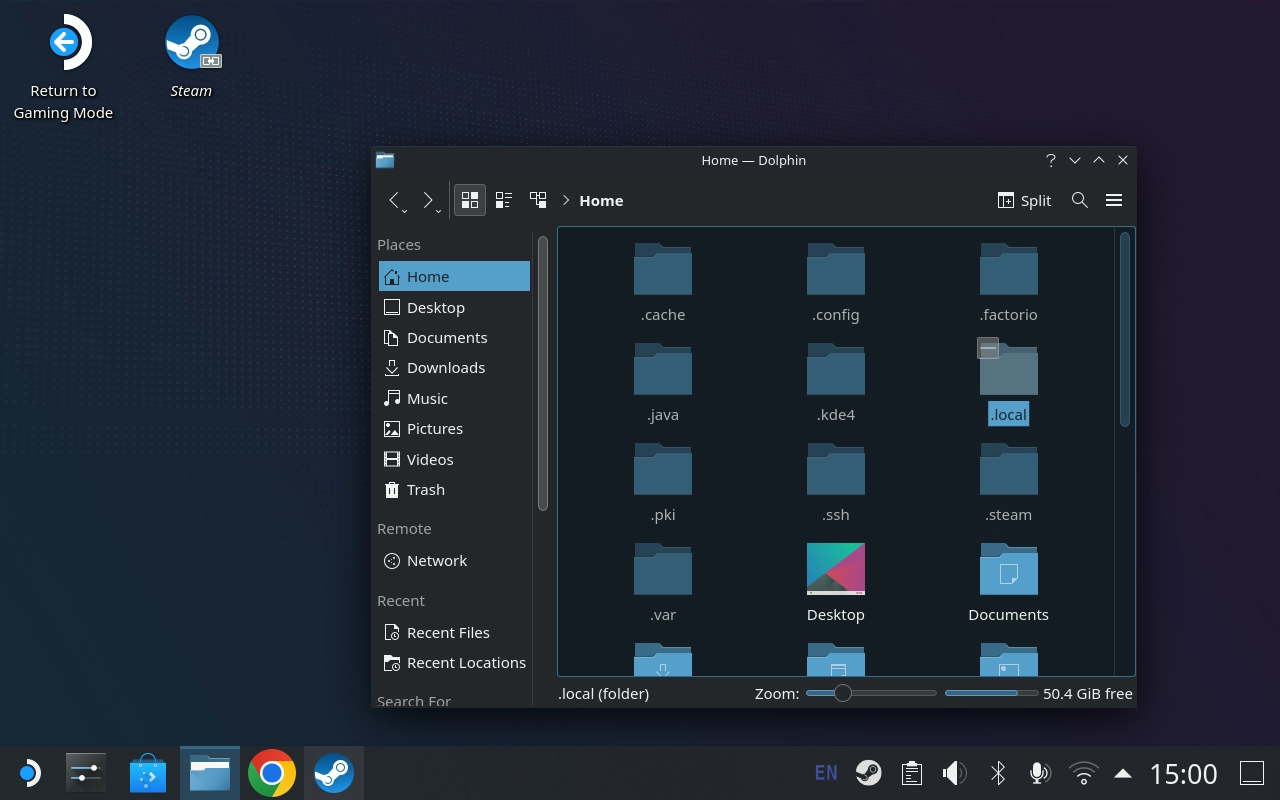 Return to
Gaming Mode
Steam
Home — Dolphin
Home
Split
Places
Home
Desktop
Documents
Downloads
Music
Pictures
Videos
Trash
Remote
Network
Recent
Recent Files
Recent Locations
Search For
.cache
.config
.factorio
.java
.kde4
.local
.pki
.ssh
.steam
.var
Desktop
Documents
.local (folder)
Zoom:
50.4 GiB free
EN
15:00